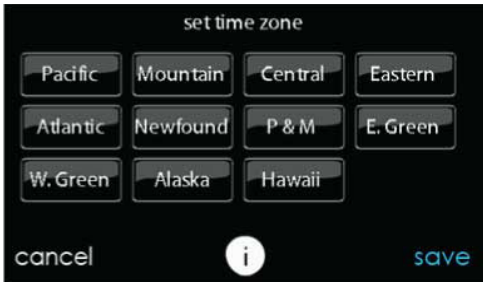 set time zone
Pacific Mountain Central Eastern
Atlantic Newfound P & M E. Green
W. Green Alaska Hawaii
cancel i save